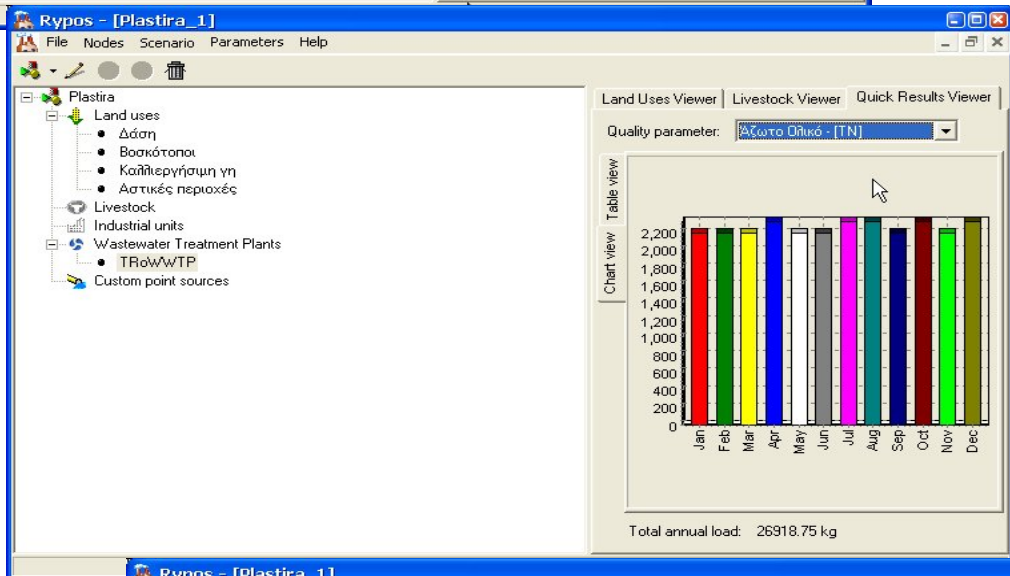 Rypos - [Plastira_1]
File Nodes Scenario Parameters Help
Plastira
Land uses
Δάση
Βοσκότοποι
Καλλιεργήσιμη γη
Αστικές περιοχές
Livestock
Industrial units
Wastewater Treatment Plants
TRoWWTP
Custom point sources
Land Uses Viewer Livestock Viewer Quick Results Viewer
Quality parameter: Άζωτο Ολικό - [TN]
Table view
Chart view
2,200
2,000
1,800
1,600
1,400
1,200
1,000
800
600
400
200
0
Jan Feb Mar Apr May Jun Jul Aug Sep Oct Nov Dec
Total annual load: 26918.75 kg
Rypos - [Plastira_1]